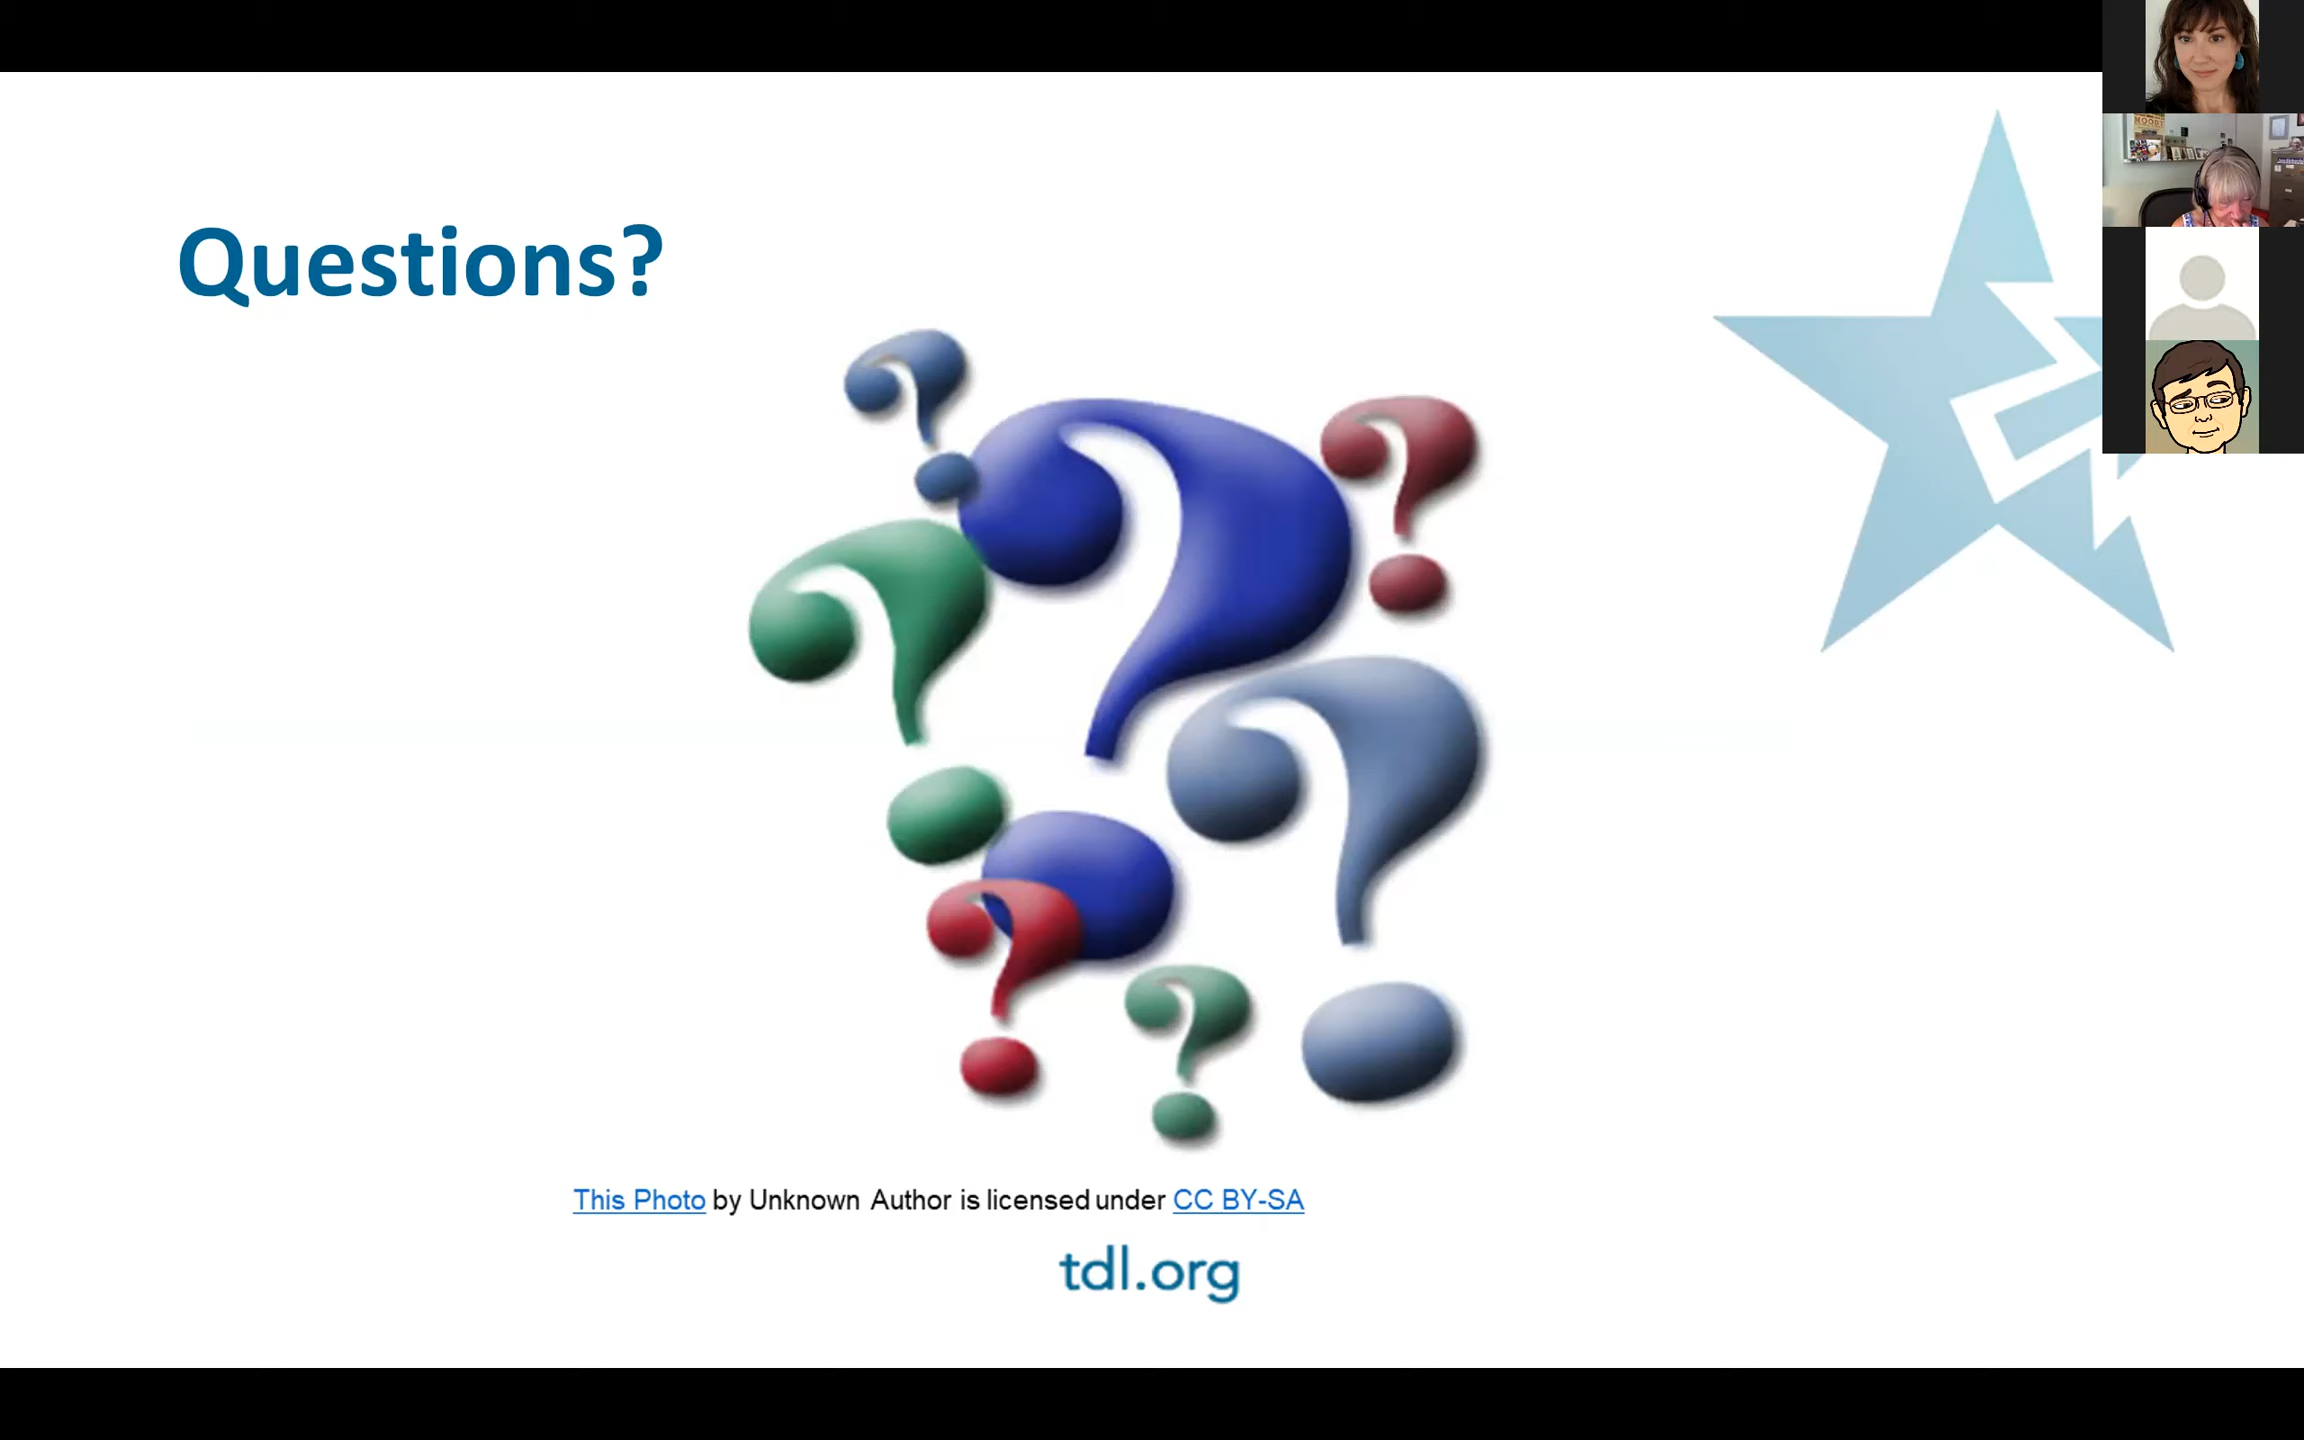 Questions?
This Photo by Unknown Author is licensed under CC BY-SA
tdl.org